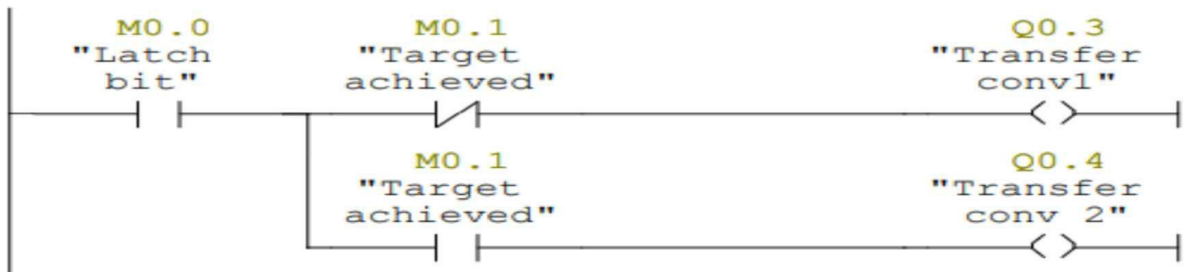 M0.0 M0.1 Q0.3
"Latch "Target "Transfer
bit" achieved" conv1"
M0.1 Q0.4
"Target "Transfer
achieved" conv 2"